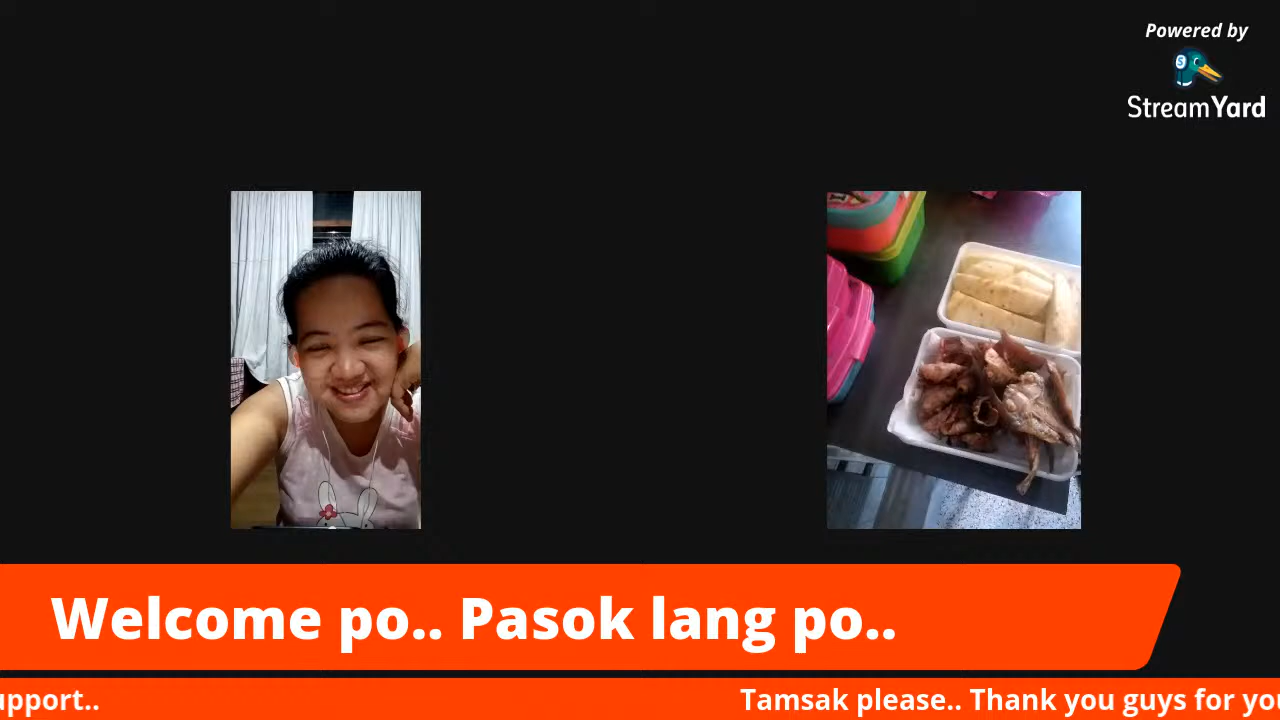 Powered by
StreamYard
Welcome po.. Pasok lang po..
upport.. Tamsak please.. Thank you guys for you